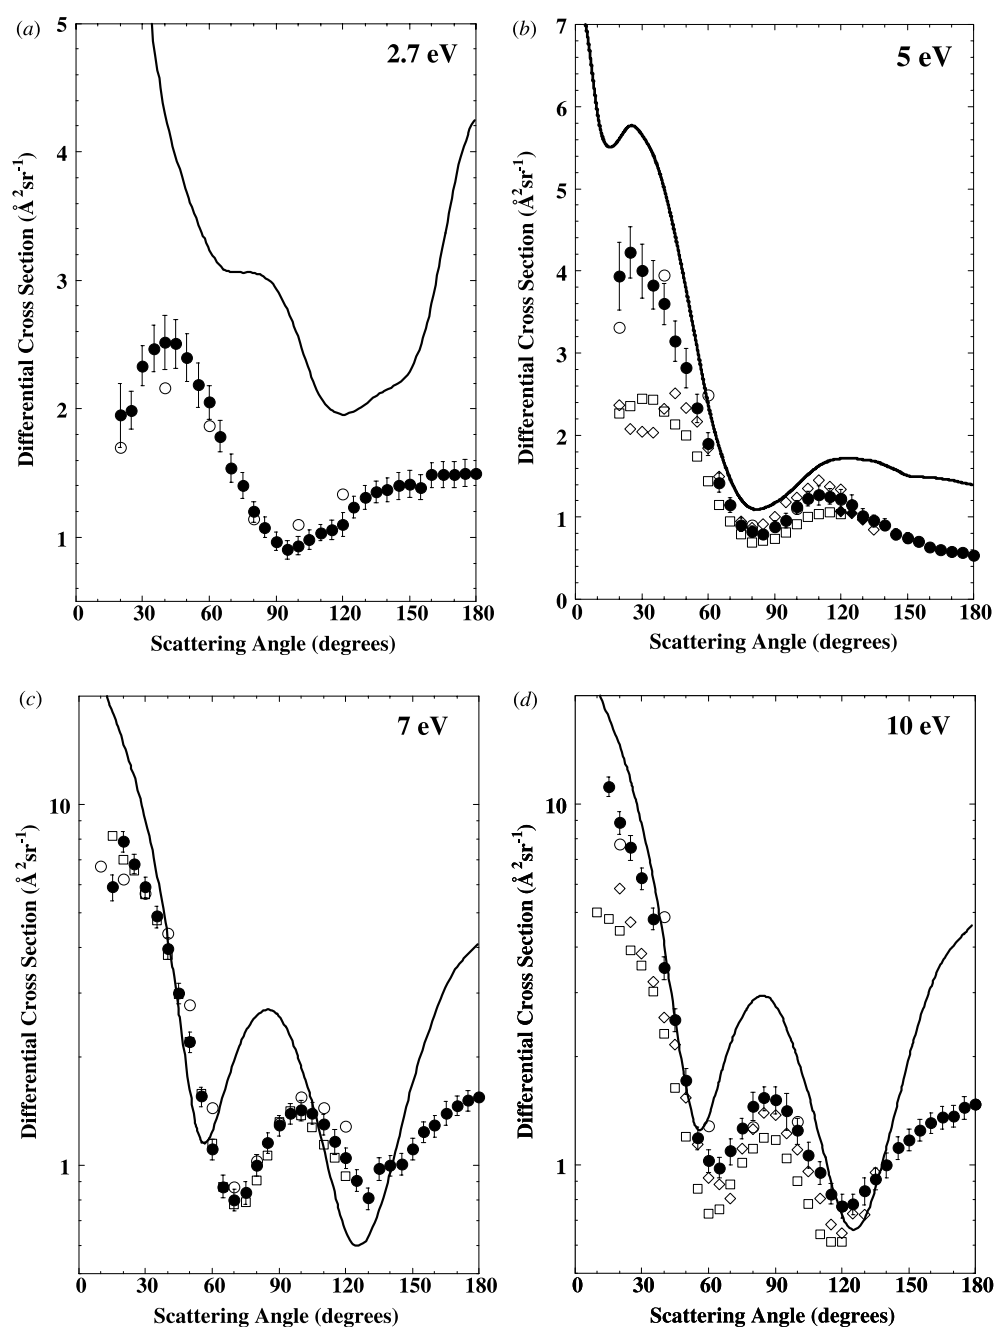 (a)
2.7 eV
5
4
3
2
1
Differential Cross Section (Å²sr⁻¹)
0 30 60 90 120 150 180
Scattering Angle (degrees)
(b)
5 eV
7
6
5
4
3
2
1
0
Differential Cross Section (Å²sr⁻¹)
0 30 60 90 120 150 180
Scattering Angle (degrees)
(c)
7 eV
10
1
Differential Cross Section (Å²sr⁻¹)
0 30 60 90 120 150 180
Scattering Angle (degrees)
(d)
10 eV
10
1
Differential Cross Section (Å²sr⁻¹)
0 30 60 90 120 150 180
Scattering Angle (degrees)